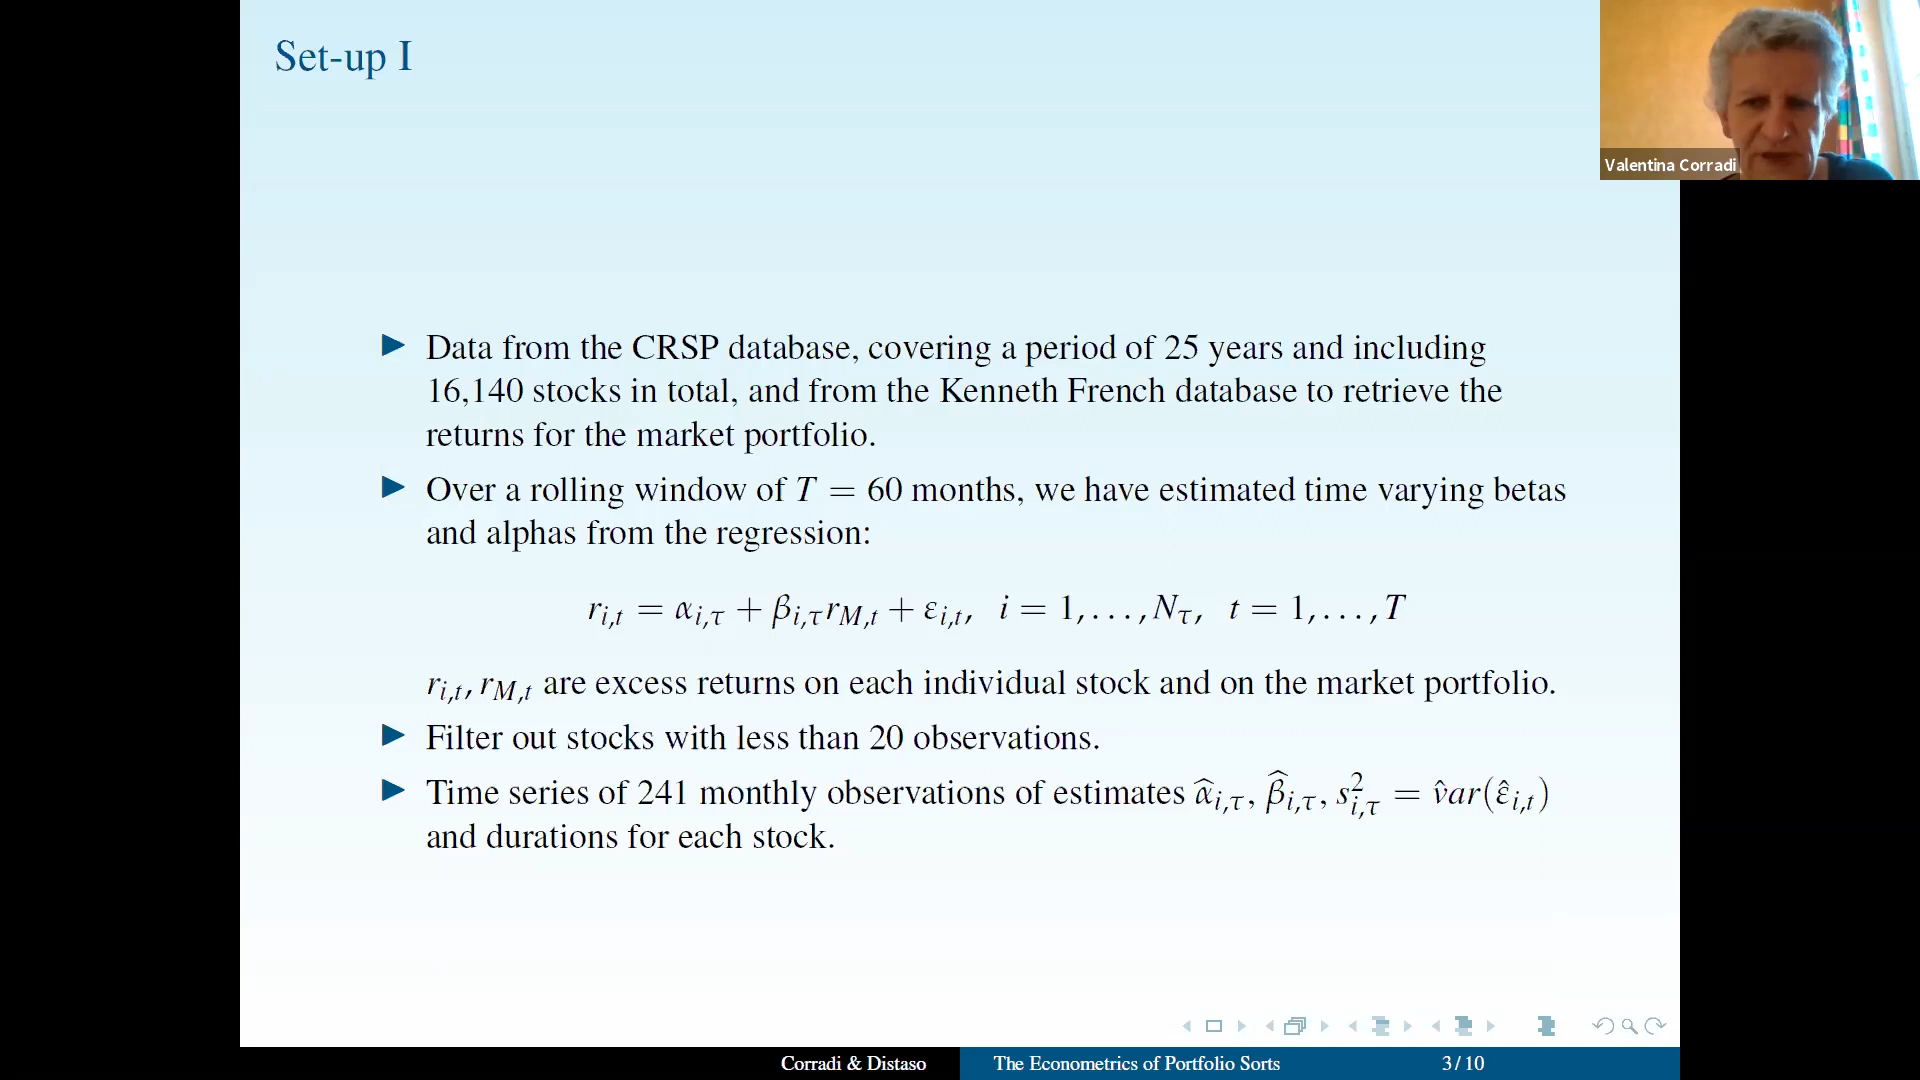 Set-up I
Valentina Corradi
▶ Data from the CRSP database, covering a period of 25 years and including
16,140 stocks in total, and from the Kenneth French database to retrieve the
returns for the market portfolio.
▶ Over a rolling window of T = 60 months, we have estimated time varying betas
and alphas from the regression:
r_{i,t} = α_{i,τ} + β_{i,τ} r_{M,t} + ε_{i,t}, i = 1,...,N_τ, t = 1,...,T
r_{i,t}, r_{M,t} are excess returns on each individual stock and on the market portfolio.
▶ Filter out stocks with less than 20 observations.
▶ Time series of 241 monthly observations of estimates α̂_{i,τ}, β̂_{i,τ}, s²_{i,τ} = v̂ar(ε̂_{i,t})
and durations for each stock.
Corradi & Distaso The Econometrics of Portfolio Sorts 3/10